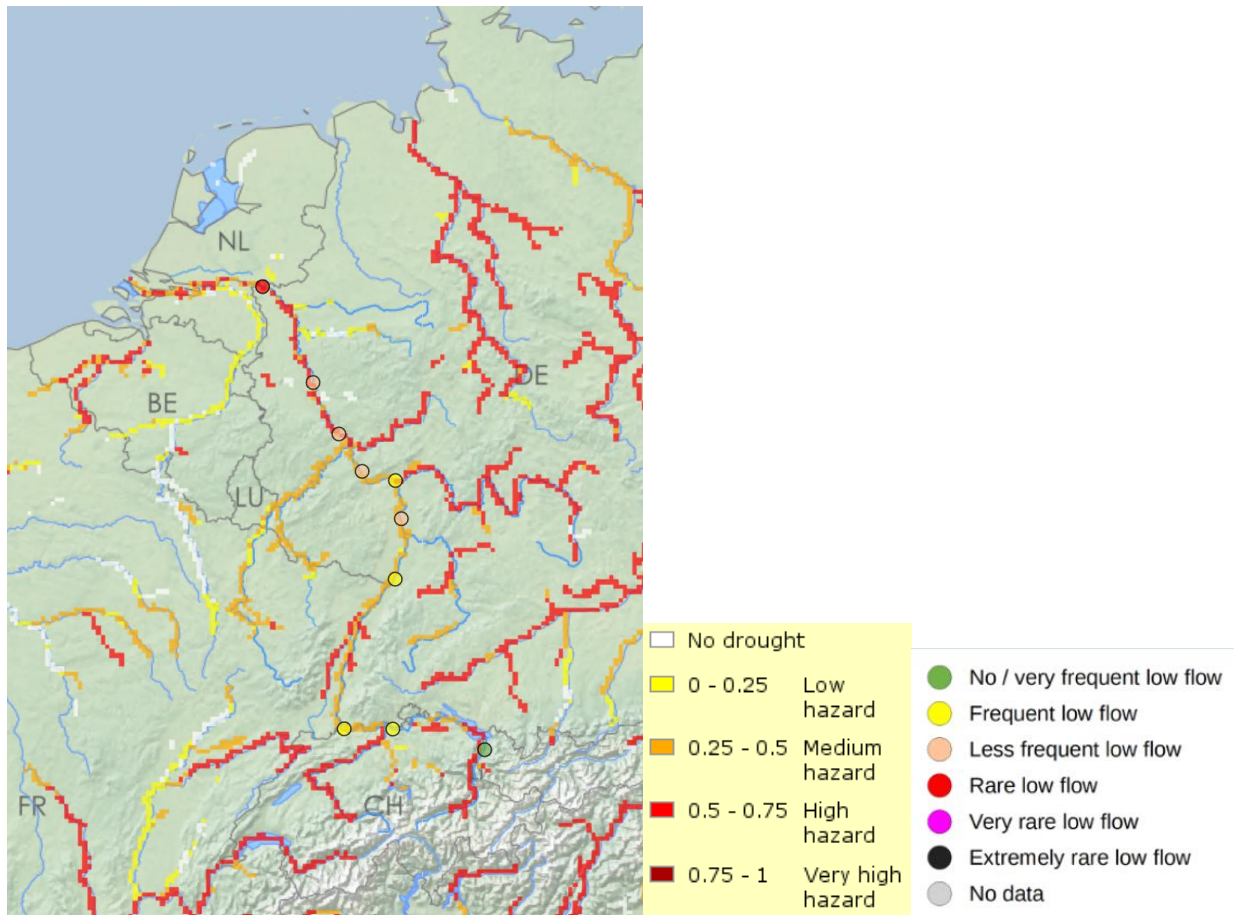 NL
DE
BE
LU
FR
CH
No drought
0 - 0.25 Low
hazard
0.25 - 0.5 Medium
hazard
0.5 - 0.75 High
hazard
0.75 - 1 Very high
hazard
No / very frequent low flow
Frequent low flow
Less frequent low flow
Rare low flow
Very rare low flow
Extremely rare low flow
No data